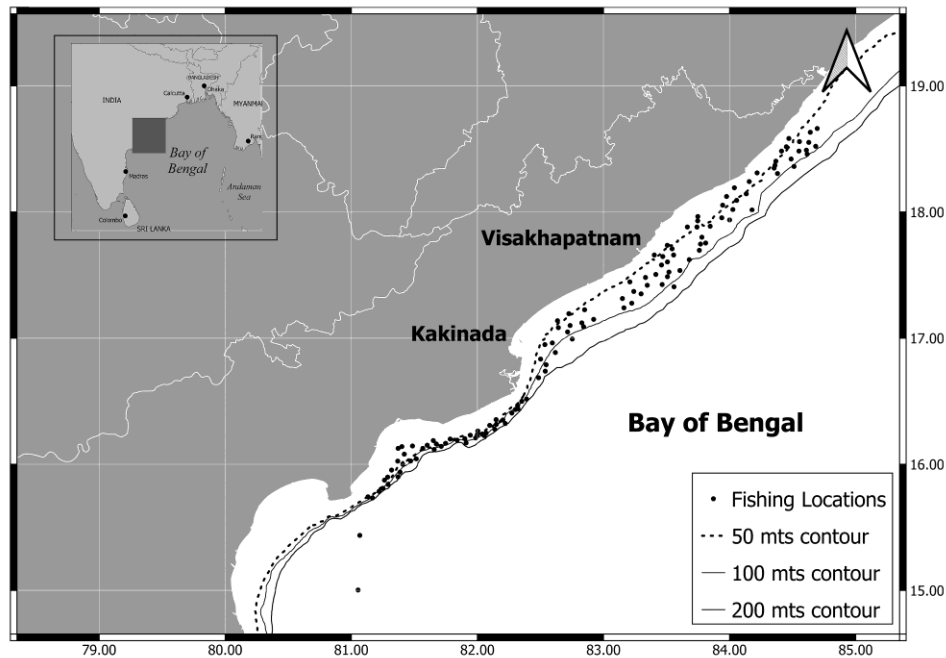 BANGLADESH
Dhaka
Calcutta
INDIA
MYANMAR
Bay of
Bengal
Madras
Andaman
Sea
Colombo
SRI LANKA
Visakhapatnam
Kakinada
Bay of Bengal
Fishing Locations
50 mts contour
100 mts contour
200 mts contour
19.00
18.00
17.00
16.00
15.00
79.00
80.00
81.00
82.00
83.00
84.00
85.00